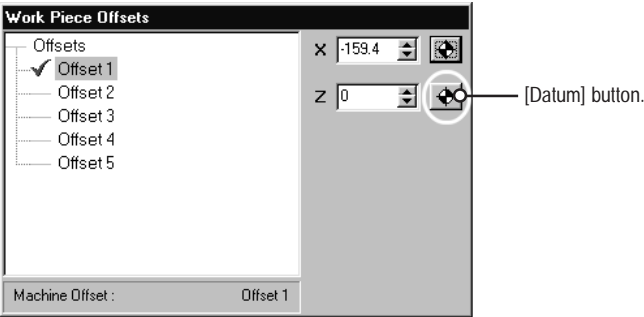 Work Piece Offsets
Offsets
Offset 1
Offset 2
Offset 3
Offset 4
Offset 5
X -159.4
Z 0
[Datum] button.
Machine Offset : Offset 1